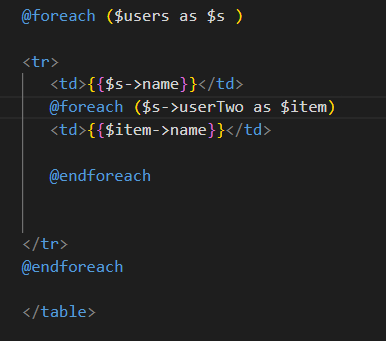 @foreach ($users as $s )
<tr>
<td>{{$s->name}}</td>
@foreach ($s->userTwo as $item)
<td>{{$item->name}}</td>
@endforeach
</tr>
@endforeach
</table>